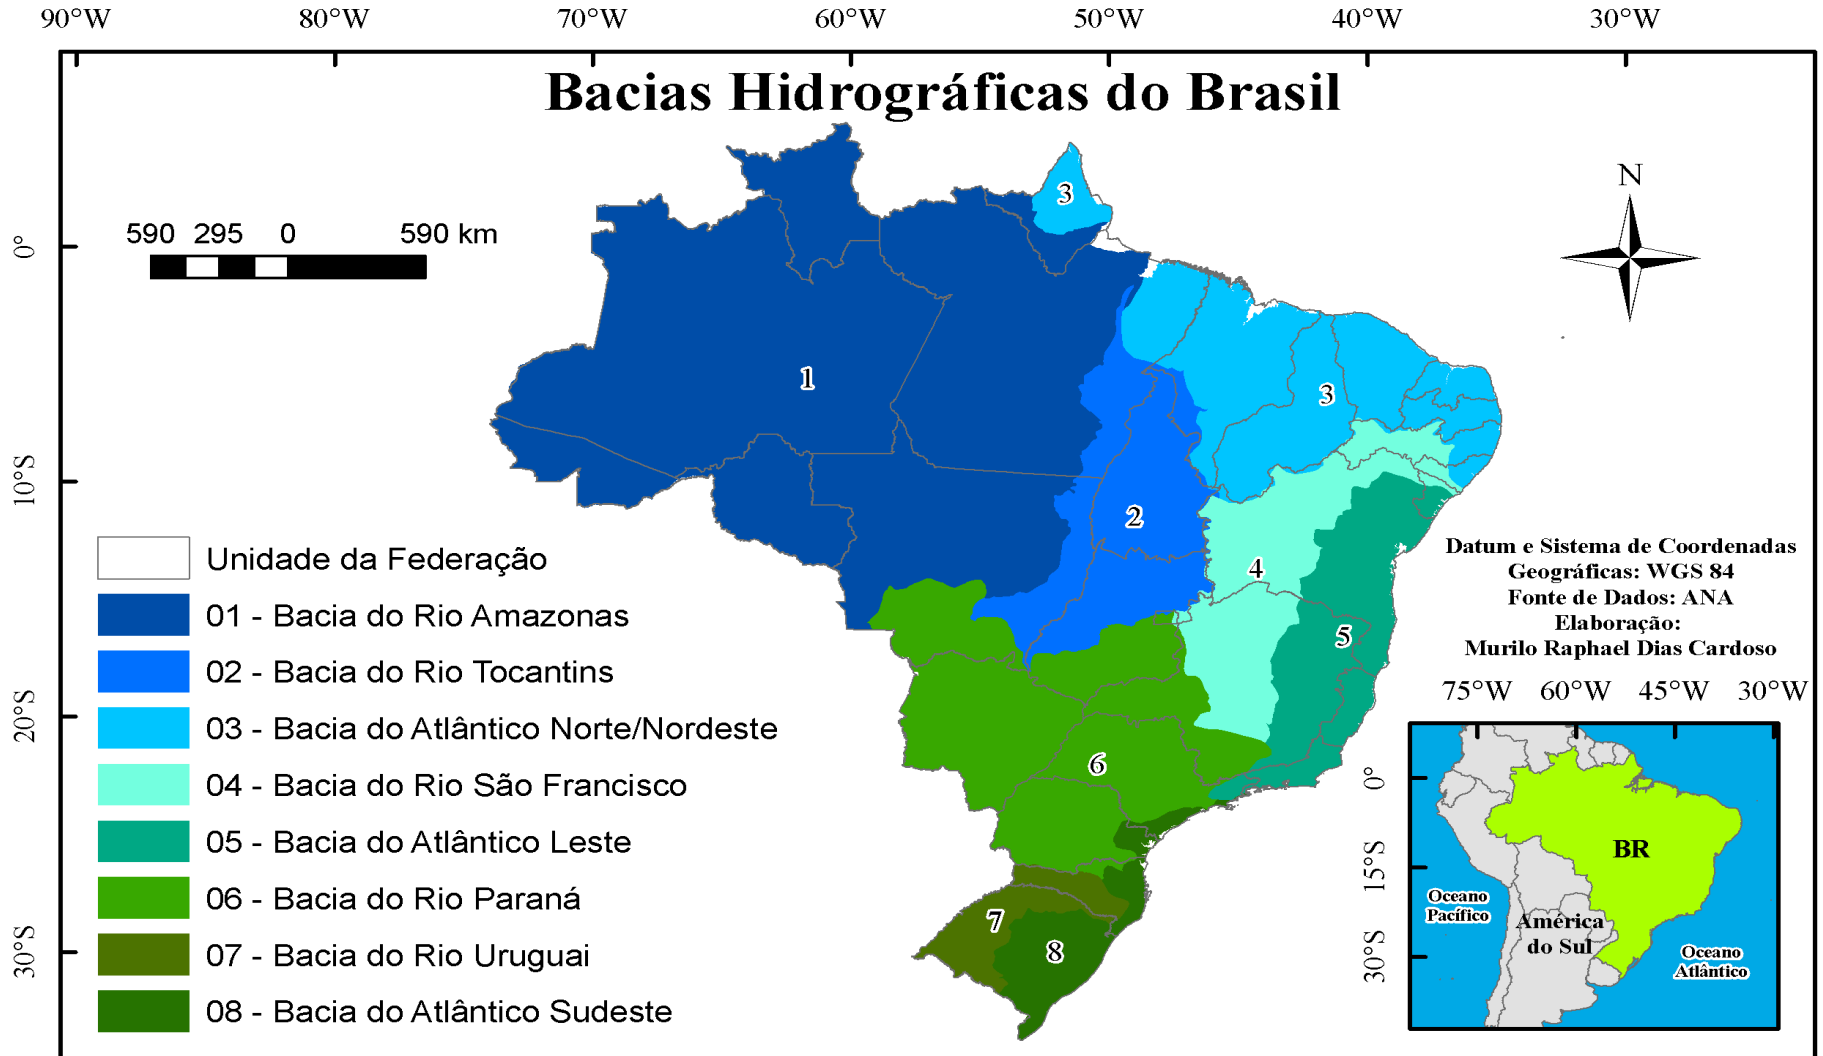 90°W 80°W 70°W 60°W 50°W 40°W 30°W
Bacias Hidrográficas do Brasil
N
590 295 0 590 km
0°
10°S
20°S
30°S
3
1
3
2
4
5
6
7
8
Unidade da Federação
01 - Bacia do Rio Amazonas
02 - Bacia do Rio Tocantins
03 - Bacia do Atlântico Norte/Nordeste
04 - Bacia do Rio São Francisco
05 - Bacia do Atlântico Leste
06 - Bacia do Rio Paraná
07 - Bacia do Rio Uruguai
08 - Bacia do Atlântico Sudeste
Datum e Sistema de Coordenadas
Geográficas: WGS 84
Fonte de Dados: ANA
Elaboração:
Murilo Raphael Dias Cardoso
75°W 60°W 45°W 30°W
0°
15°S
30°S
BR
Oceano
Pacífico
América
do Sul
Oceano
Atlântico